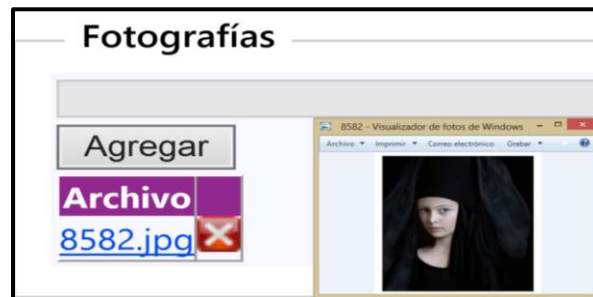 Fotografías
Agregar
Archivo
8582.jpg
8582 - Visualizador de fotos de Windows
Archivo Imprimir Correo electrónico Grabar